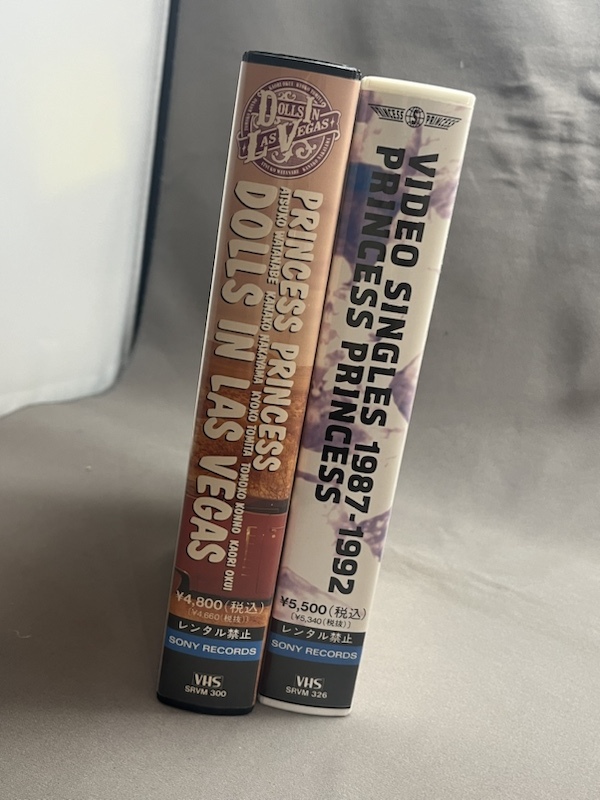 DOLLS IN
LAS VEGAS
PRINCESS PRINCESS
ATSUKO WATANABE KANAKO NAKAYAMA KYOKO TOMITA TOMOKO KONNO KAORI OKUI
DOLLS IN LAS VEGAS
¥4,800(税込)
(¥4,660(税抜))
レンタル禁止
SONY RECORDS
VHS
SRVM 300
PRINCESS PRINCESS
VIDEO SINGLES 1987-1992
PRINCESS PRINCESS
¥5,500(税込)
(¥5,340(税抜))
レンタル禁止
SONY RECORDS
VHS
SRVM 326